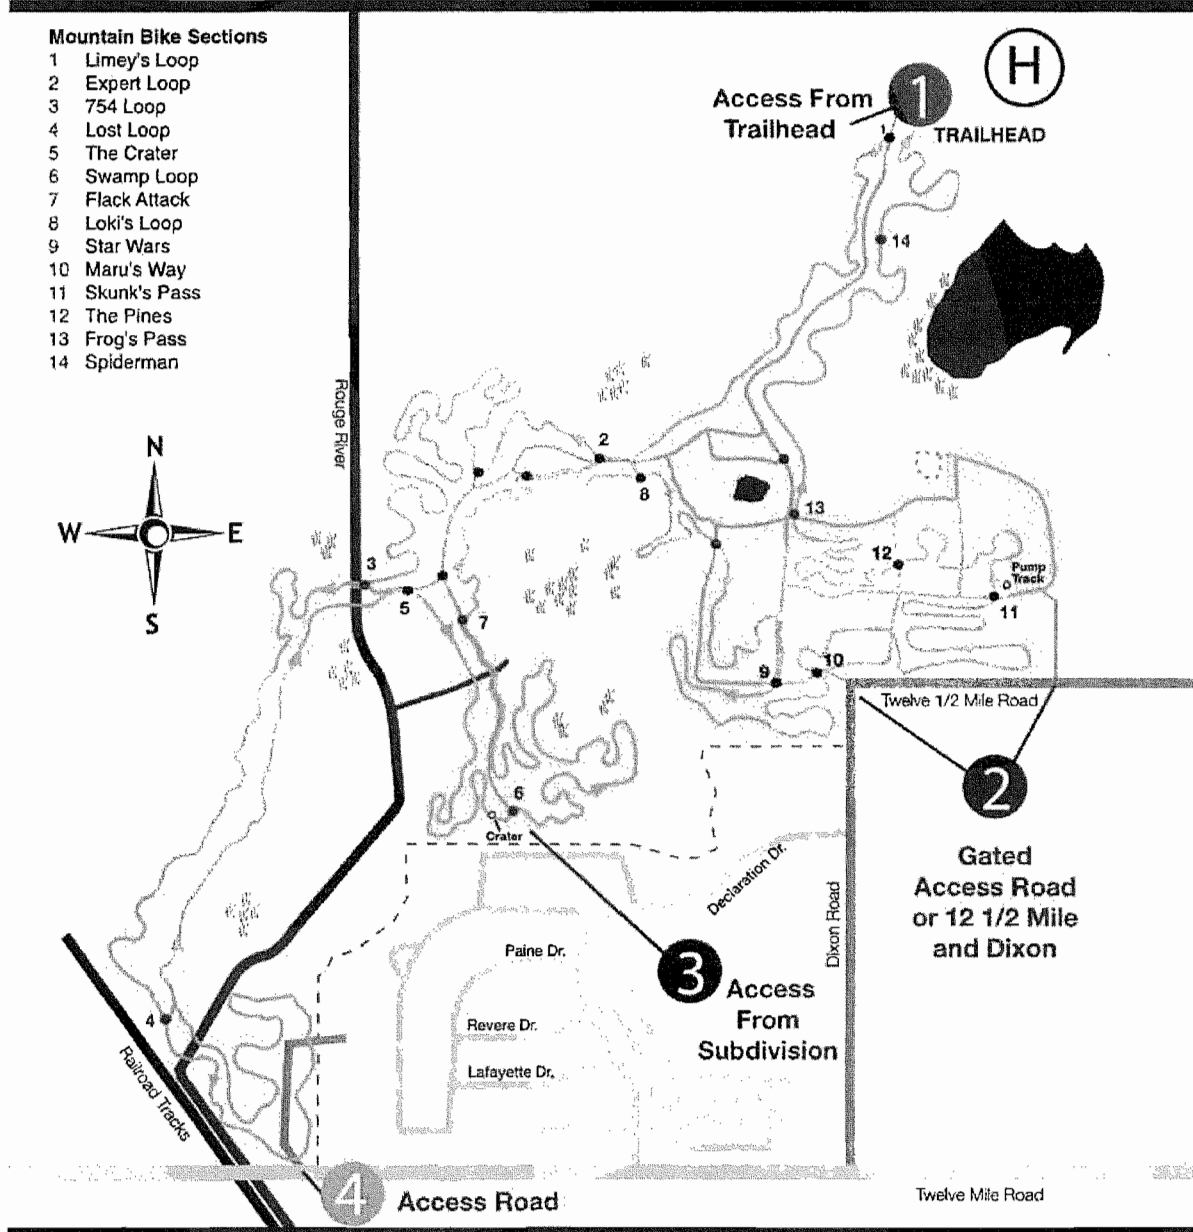 Mountain Bike Sections
1 Limey's Loop
2 Expert Loop
3 754 Loop
4 Lost Loop
5 The Crater
6 Swamp Loop
7 Flack Attack
8 Loki's Loop
9 Star Wars
10 Maru's Way
11 Skunk's Pass
12 The Pines
13 Frog's Pass
14 Spiderman
H
1
Access From
Trailhead
1
TRAILHEAD
14
Rouge River
N
W E
S
2
8
13
3
5
7
12
Pump
Track
11
9
10
Twelve 1/2 Mile Road
2
Gated
Access Road
or 12 1/2 Mile
and Dixon
6
Crater
Declaration Dr.
Dixon Road
Paine Dr.
3
Access
From
Subdivision
Revere Dr.
Lafayette Dr.
4
Railroad Tracks
4
Access Road
Twelve Mile Road